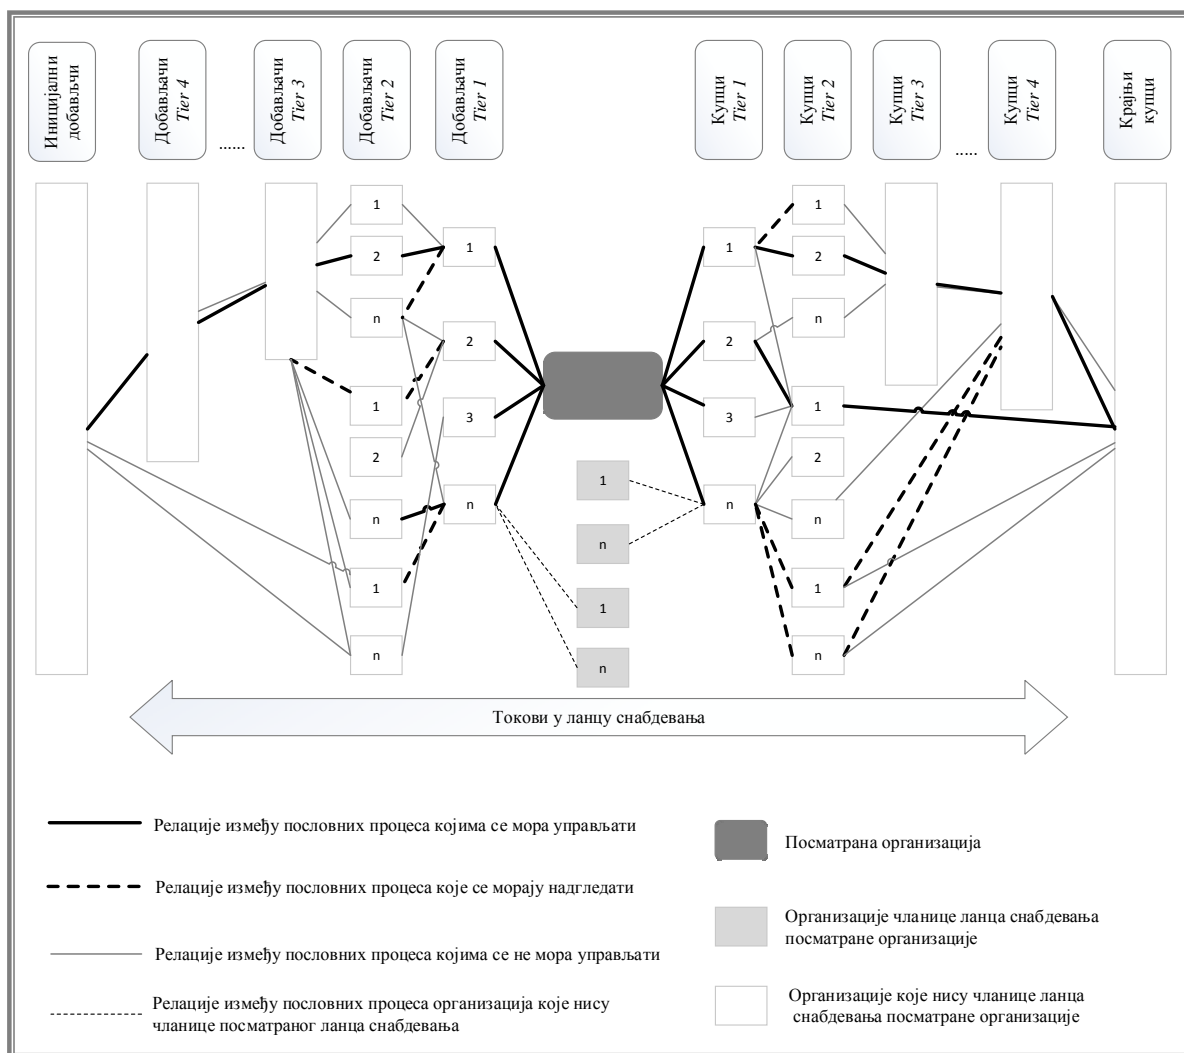 Иницијални
добављчи
Добављачи
Tier 4
......
Добављачи
Tier 3
Добављачи
Tier 2
Добављачи
Tier 1
Купци
Tier 1
Купци
Tier 2
Купци
Tier 3
.....
Купци
Tier 4
Крајњи
купци
1
2
n
1
2
n
1
n
1
2
3
n
1
n
1
n
1
2
3
n
1
2
n
1
2
n
1
n
Токови у ланцу снабдевања
Релације између пословних процеса којима се мора управљати
Релације између пословних процеса које се морају надгледати
Релације између пословних процеса којима се не мора управљати
Релације између пословних процеса организација које нису
чланице посматраног ланца снабдевања
Посматрана организација
Организације чланице ланца снабдевања
посматране организације
Организације које нису чланице ланца
снабдевања посматране организације